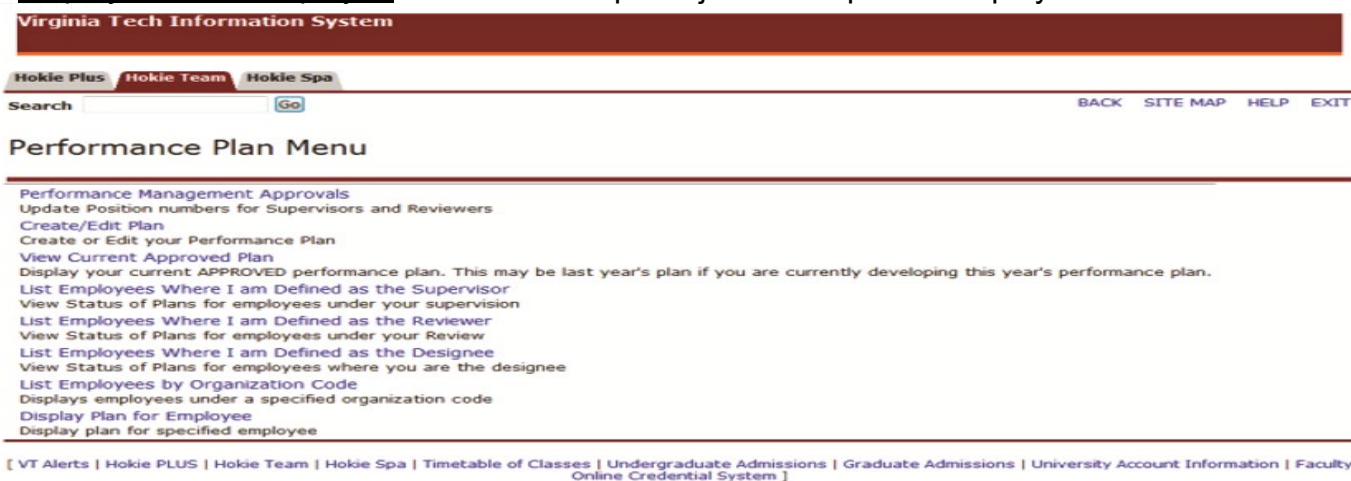 Virginia Tech Information System
Hokie Plus Hokie Team Hokie Spa
Search Go BACK SITE MAP HELP EXIT
Performance Plan Menu
Performance Management Approvals
Update Position numbers for Supervisors and Reviewers
Create/Edit Plan
Create or Edit your Performance Plan
View Current Approved Plan
Display your current APPROVED performance plan. This may be last year's plan if you are currently developing this year's performance plan.
List Employees Where I am Defined as the Supervisor
View Status of Plans for employees under your supervision
List Employees Where I am Defined as the Reviewer
View Status of Plans for employees under your Review
List Employees Where I am Defined as the Designee
View Status of Plans for employees where you are the designee
List Employees by Organization Code
Displays employees under a specified organization code
Display Plan for Employee
Display plan for specified employee
[ VT Alerts | Hokie PLUS | Hokie Team | Hokie Spa | Timetable of Classes | Undergraduate Admissions | Graduate Admissions | University Account Information | Faculty
Online Credential System ]